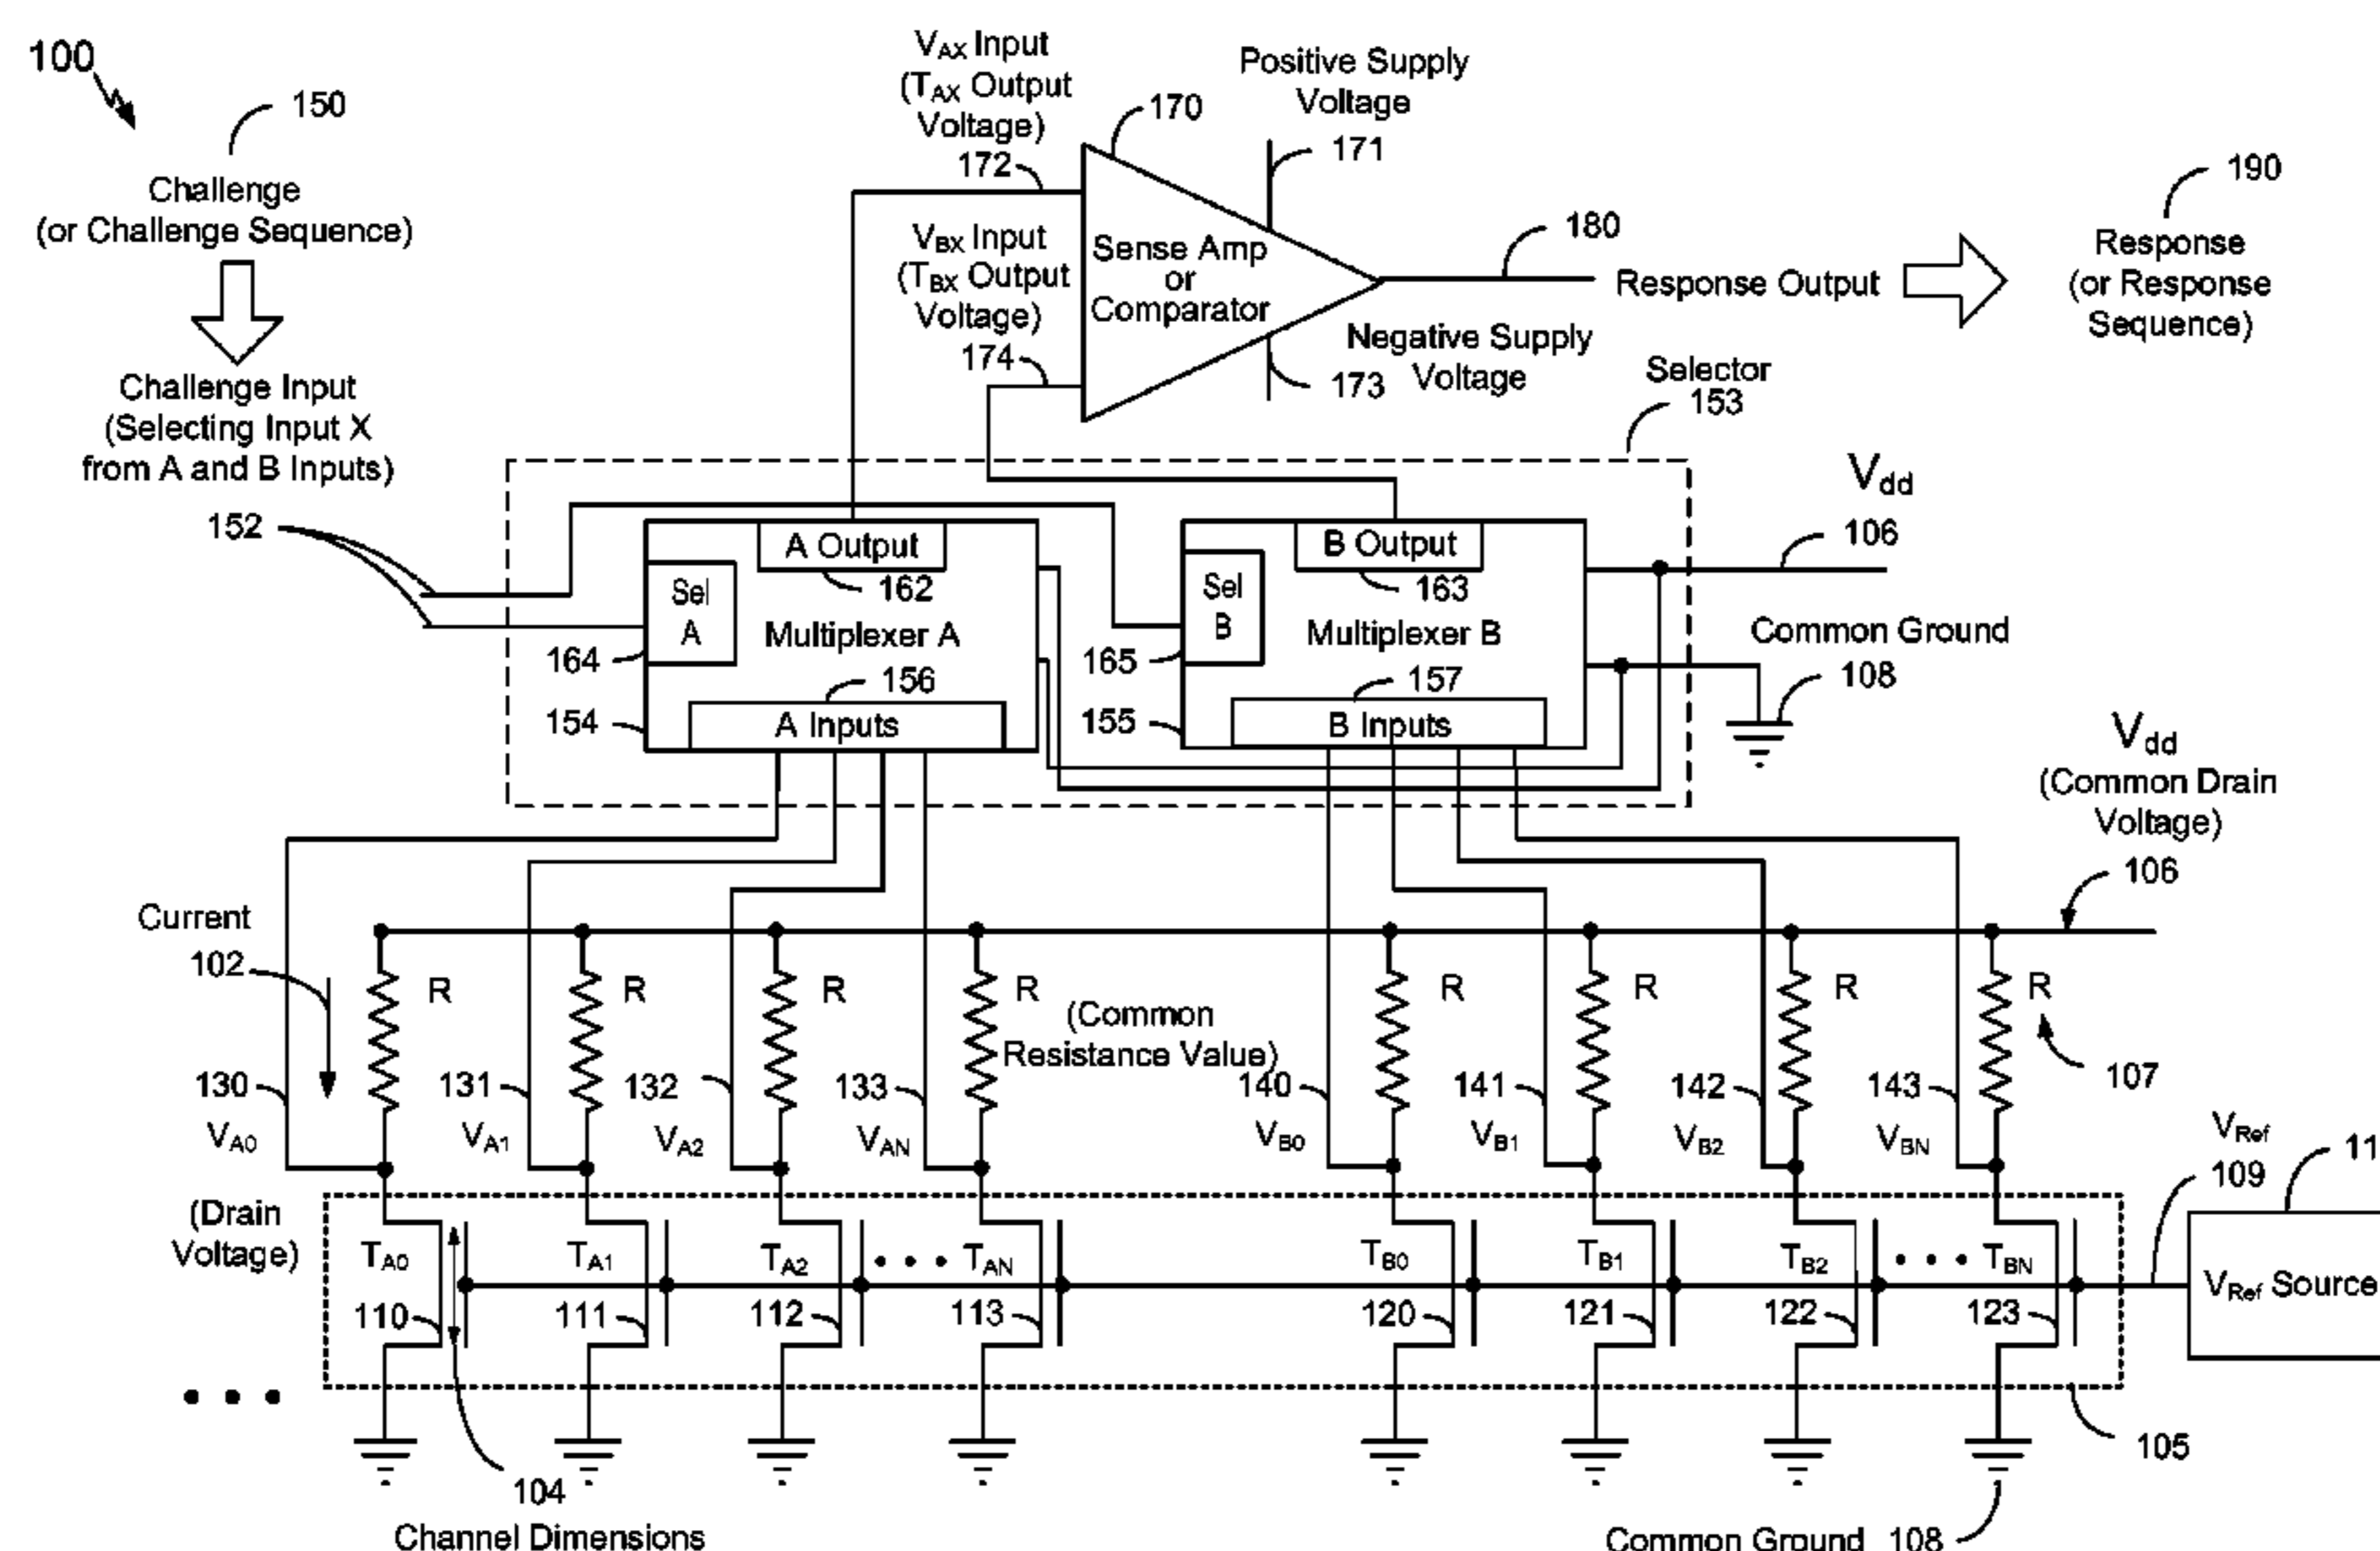 100
150
Challenge
(or Challenge Sequence)
Challenge Input
(Selecting Input X
from A and B Inputs)
152
VAX Input
(TAX Output
Voltage)
172
VBX Input
(TBX Output
Voltage)
174
170
Sense Amp
or
Comparator
Positive Supply
Voltage
171
Negative Supply
Voltage
173
180
Response Output
190
Response
(or Response
Sequence)
Selector
153
A Output
162
Sel
A
164
Multiplexer A
156
A Inputs
154
B Output
163
Sel
B
165
Multiplexer B
157
B Inputs
155
Vdd
106
Common Ground
108
Vdd
(Common Drain
Voltage)
106
Current
102
R
R
R
R
(Common
Resistance Value)
R
R
R
R
107
130
VA0
131
VA1
132
VA2
133
VAN
140
VB0
141
VB1
142
VB2
143
VBN
VRef
109
11
VRef Source
(Drain
Voltage)
TA0
110
TA1
111
TA2
112
• • •
TAN
113
TB0
120
TB1
121
TB2
122
• • •
TBN
123
• • •
104
Channel Dimensions
105
Common Ground 108